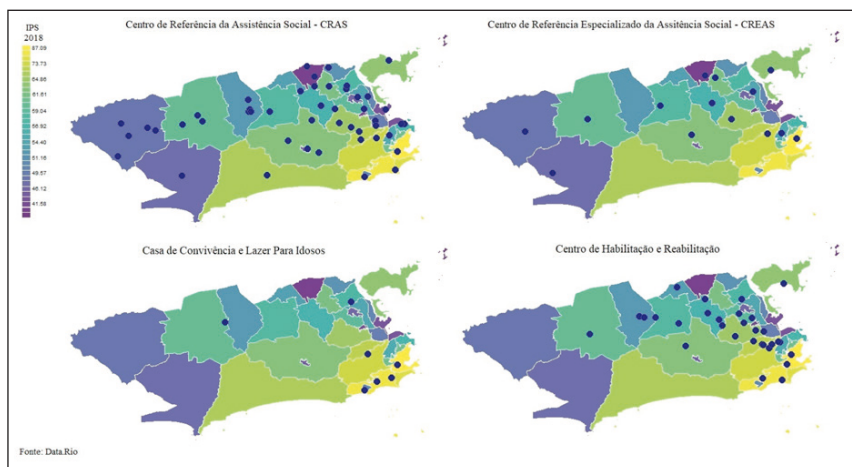 Centro de Referência da Assistência Social - CRAS
Centro de Referência Especializado da Assitência Social - CREAS
IPS
2018
87.09
73.73
64.86
61.81
59.04
56.92
54.40
51.16
49.57
46.12
41.58
Casa de Convivência e Lazer Para Idosos
Centro de Habilitação e Reabilitação
Fonte: Data.Rio